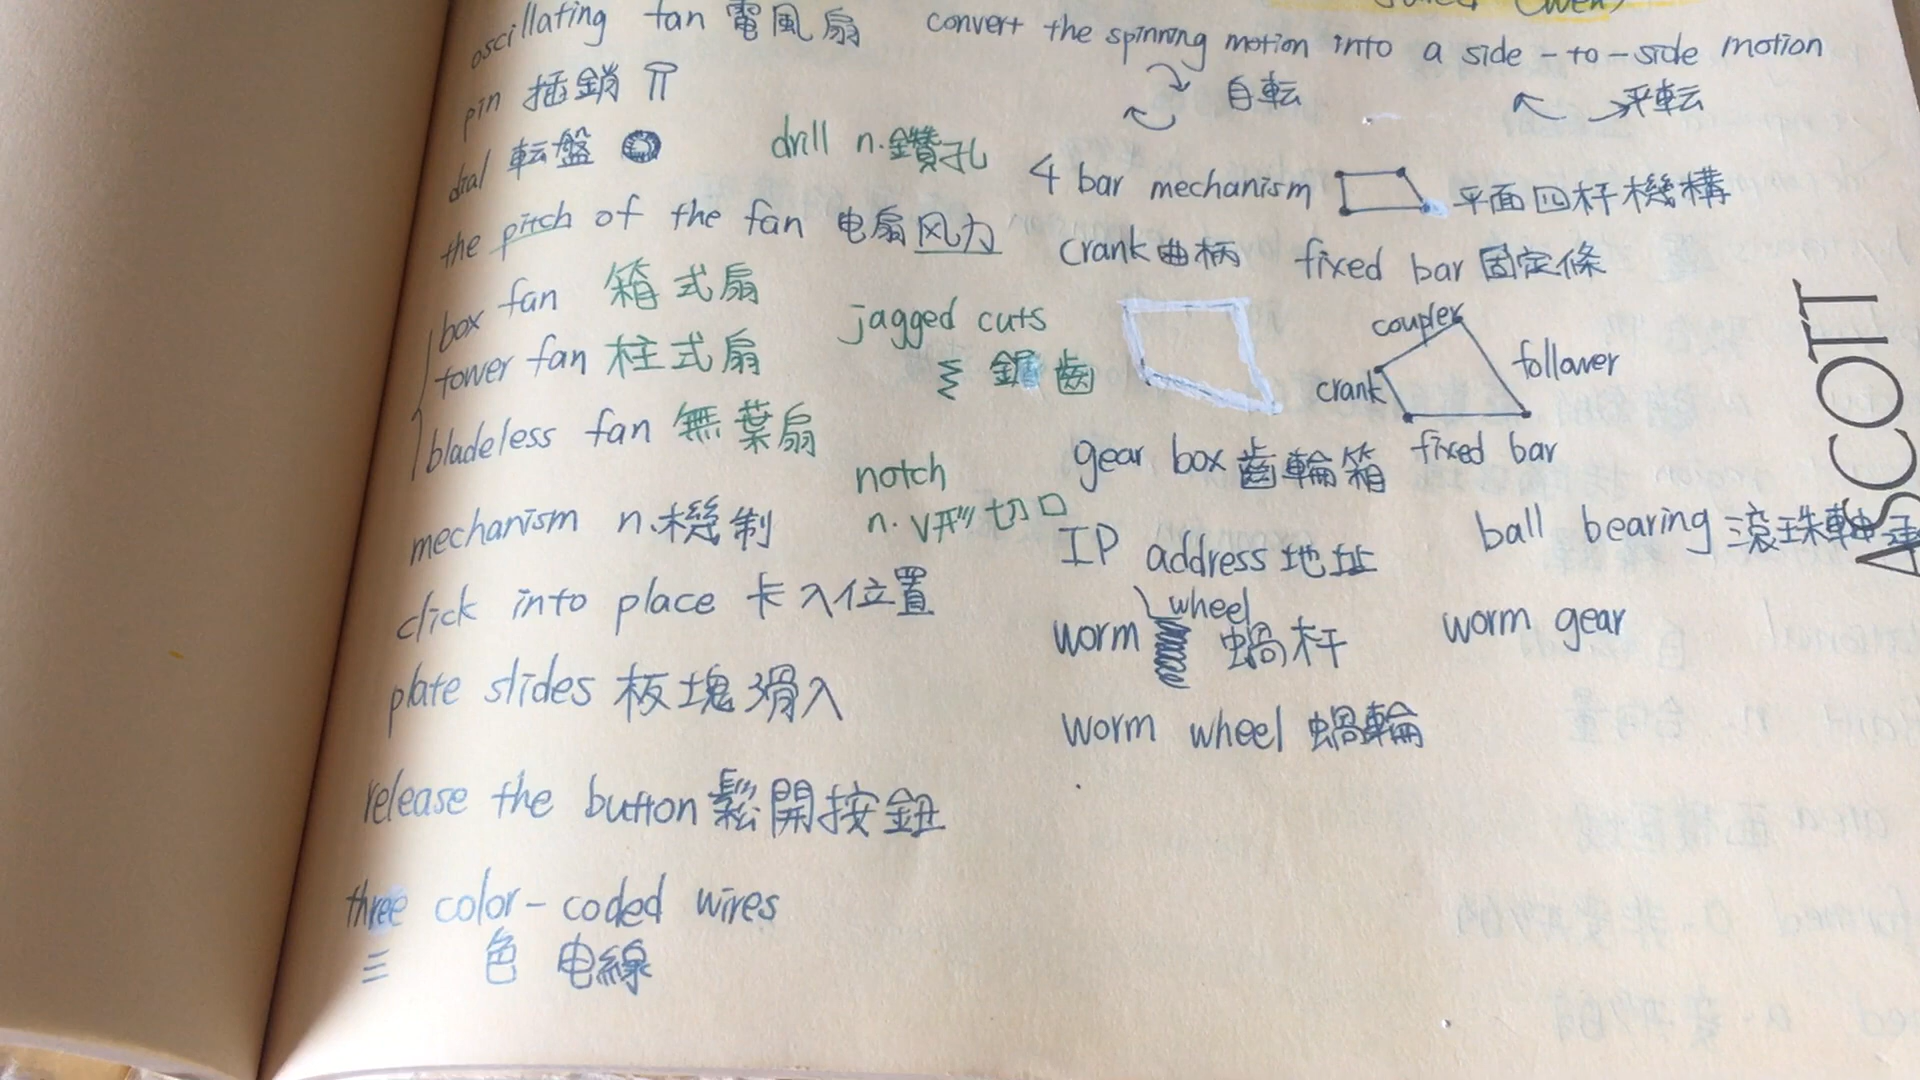 oscillating fan 電風扇 convert the spinning motion into a side-to-side motion
自転 平転
pin 插銷
dial 転盤
drill n.鑽孔
4 bar mechanism 平面四杆機構
the pitch of the fan 电扇风力
crank 曲柄 fixed bar 固定條
box fan 箱式扇
jagged cuts
鋸齒
coupler
follower
crank
fixed bar
tower fan 柱式扇
bladeless fan 無葉扇
gear box 齒輪箱
notch
n. V形切口
mechanism n.機制
IP address 地址
ball bearing 滾珠軸承
click into place 卡入位置
wheel
worm 蝸杆
worm gear
plate slides 板塊滑入
worm wheel 蝸輪
release the button 鬆開按鈕
three color-coded wires
三 色 电線
ASCOTT